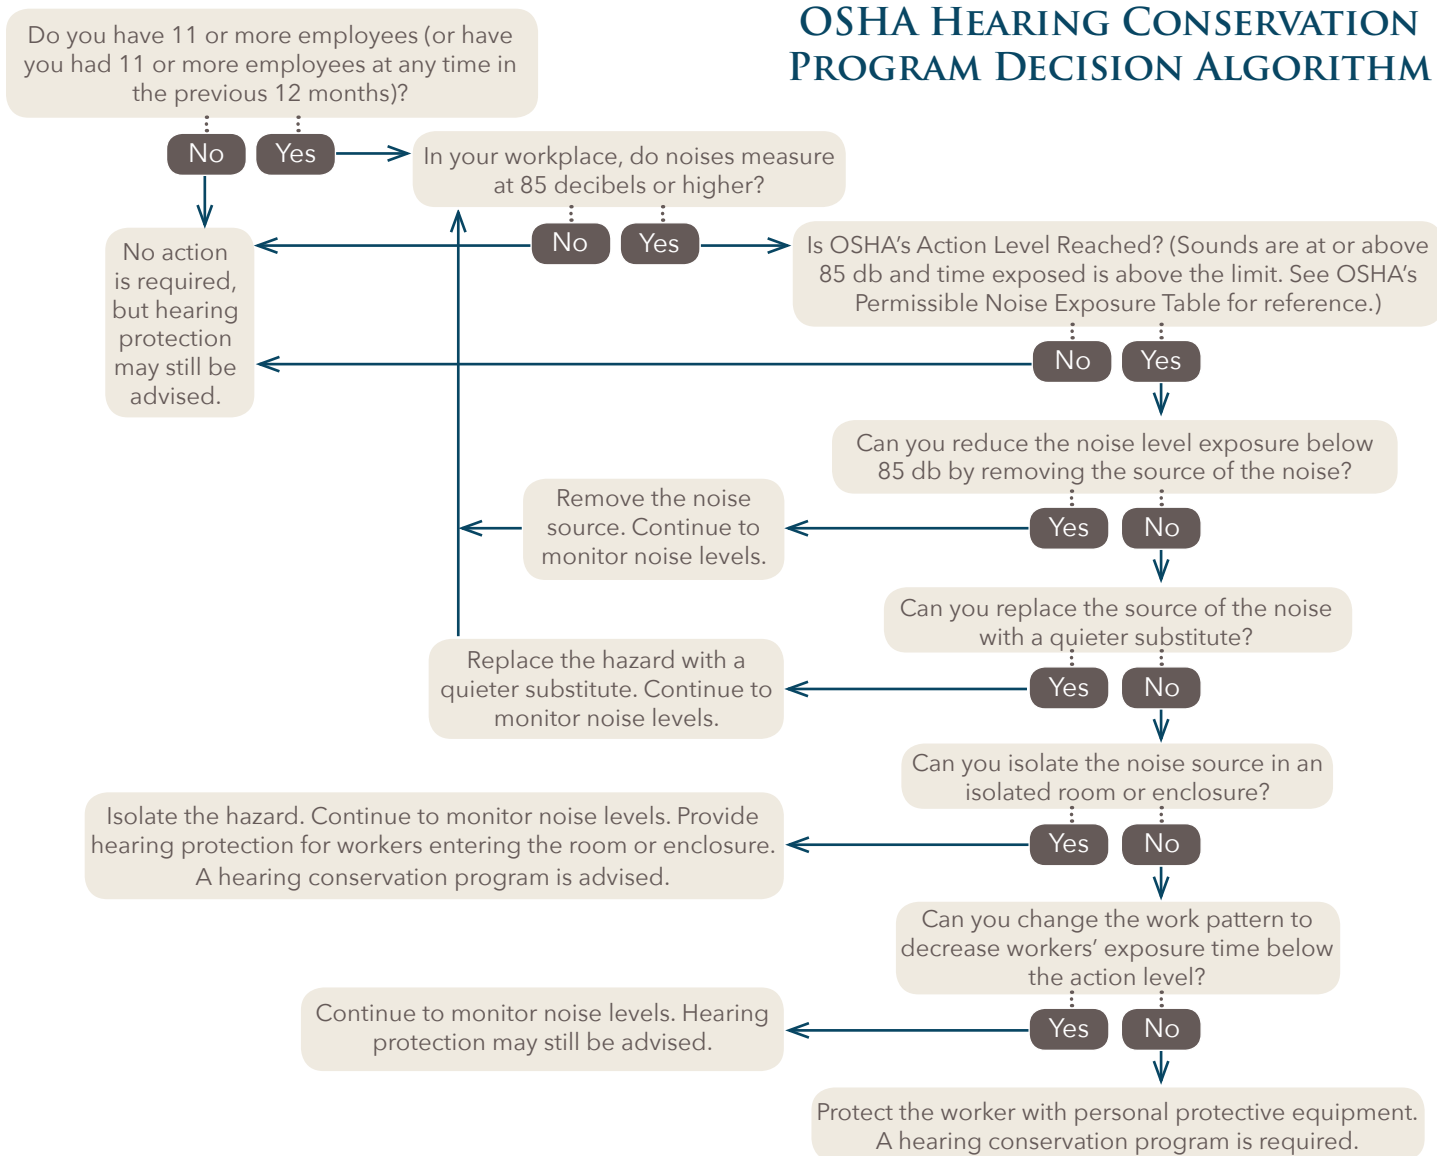 OSHA Hearing Conservation
Program Decision Algorithm
Do you have 11 or more employees (or have
you had 11 or more employees at any time in
the previous 12 months)?
No
Yes
In your workplace, do noises measure
at 85 decibels or higher?
No
Yes
No action
is required,
but hearing
protection
may still be
advised.
Is OSHA's Action Level Reached? (Sounds are at or above
85 db and time exposed is above the limit. See OSHA's
Permissible Noise Exposure Table for reference.)
No
Yes
Can you reduce the noise level exposure below
85 db by removing the source of the noise?
Yes
No
Remove the noise
source. Continue to
monitor noise levels.
Can you replace the source of the noise
with a quieter substitute?
Yes
No
Replace the hazard with a
quieter substitute. Continue to
monitor noise levels.
Can you isolate the noise source in an
isolated room or enclosure?
Yes
No
Isolate the hazard. Continue to monitor noise levels. Provide
hearing protection for workers entering the room or enclosure.
A hearing conservation program is advised.
Can you change the work pattern to
decrease workers' exposure time below
the action level?
Yes
No
Continue to monitor noise levels. Hearing
protection may still be advised.
Protect the worker with personal protective equipment.
A hearing conservation program is required.